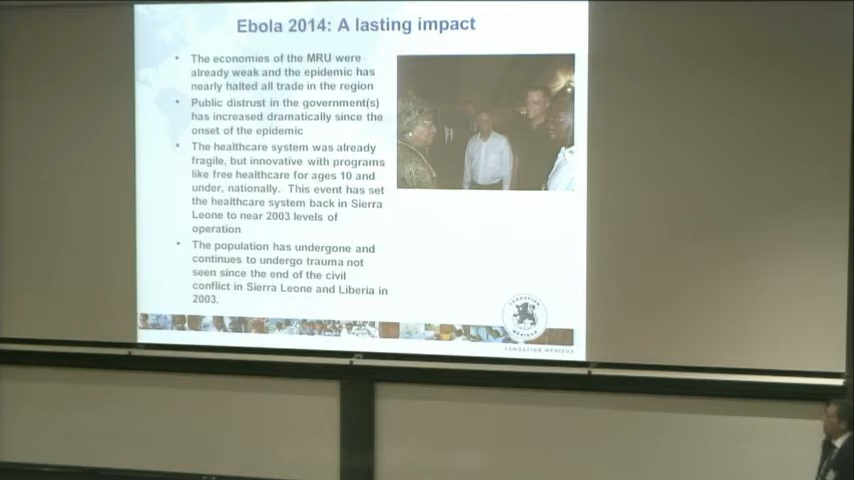 Ebola 2014: A lasting impact
• The economies of the MRU were
already weak and the epidemic has
nearly halted all trade in the region
• Public distrust in the government(s)
has increased dramatically since the
onset of the epidemic
• The healthcare system was already
fragile, but innovative with programs
like free healthcare for ages 10 and
under, nationally. This event has set
the healthcare system back in Sierra
Leone to near 2003 levels of
operation
• The population has undergone and
continues to undergo trauma not
seen since the end of the civil
conflict in Sierra Leone and Liberia in
2003.
FONDATION
MÉRIEUX
FONDATION MÉRIEUX